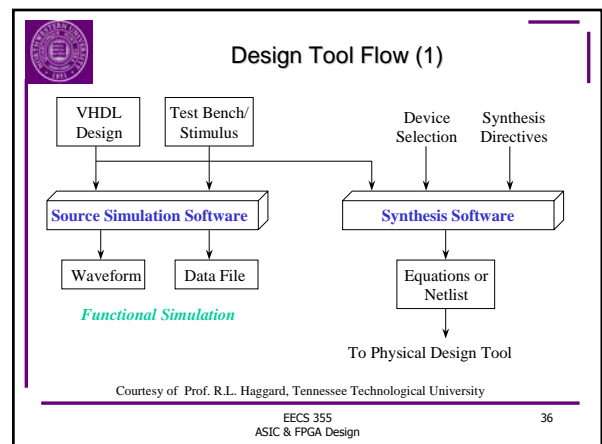 Design Tool Flow (1)
VHDL
Design
Test Bench/
Stimulus
Device
Selection
Synthesis
Directives
Source Simulation Software
Synthesis Software
Waveform
Data File
Equations or
Netlist
Functional Simulation
To Physical Design Tool
Courtesy of Prof. R.L. Haggard, Tennessee Technological University
EECS 355
ASIC & FPGA Design
36